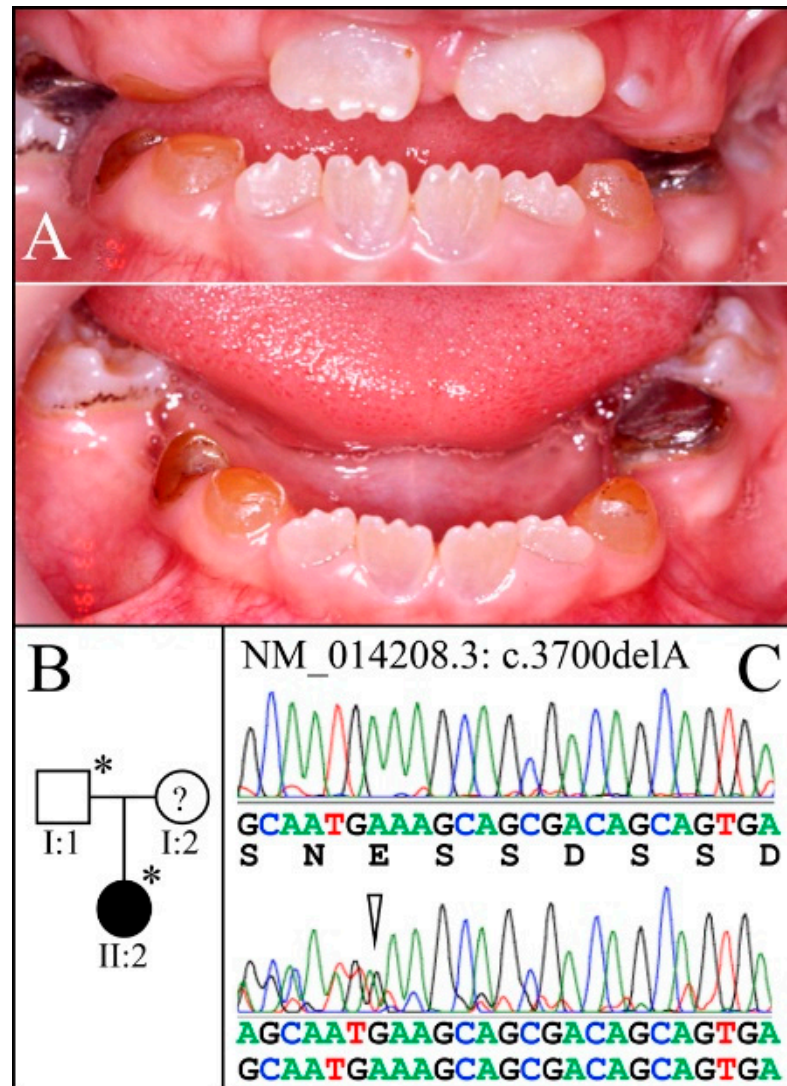 A
B
*
?
I:1
I:2
*
II:2
NM_014208.3: c.3700delA
C
GCAATGAAAGCAGCGACAGCAGTGA
S N E S S D S S D
AGCAATGAAGCAGCGACAGCAGTGA
GCAATGAAAGCAGCGACAGCAGTGA